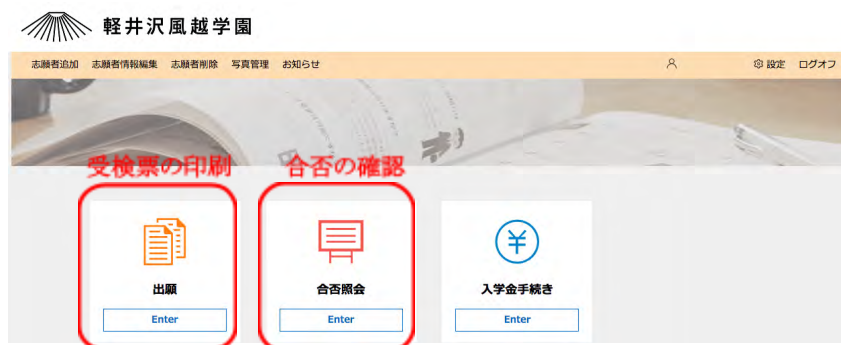 軽井沢風越学園
志願者追加 志願者情報編集 志願者削除 写真管理 お知らせ 設定 ログオフ
受検票の印刷 合否の確認
出願 合否照会 入学金手続き
Enter Enter Enter